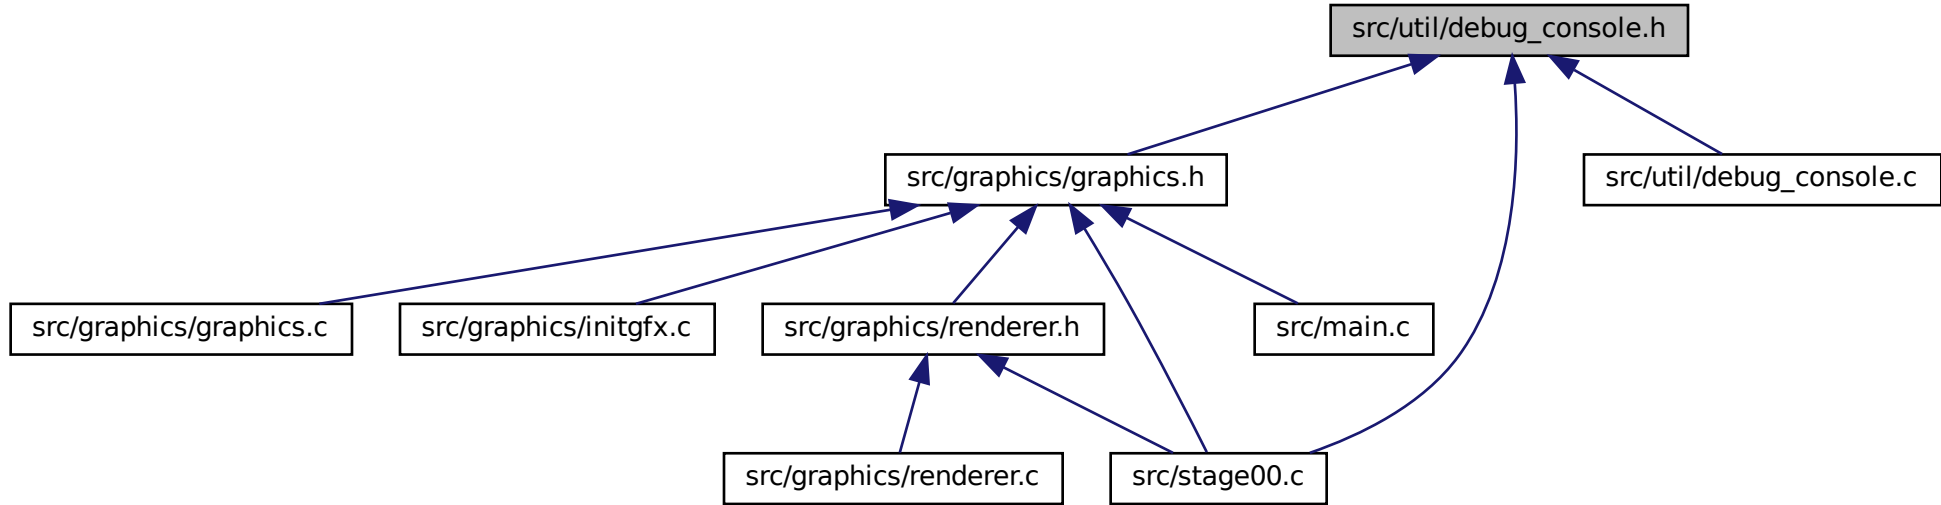 src/util/debug_console.h
src/graphics/graphics.h
src/util/debug_console.c
src/graphics/graphics.c
src/graphics/initgfx.c
src/graphics/renderer.h
src/main.c
src/graphics/renderer.c
src/stage00.c